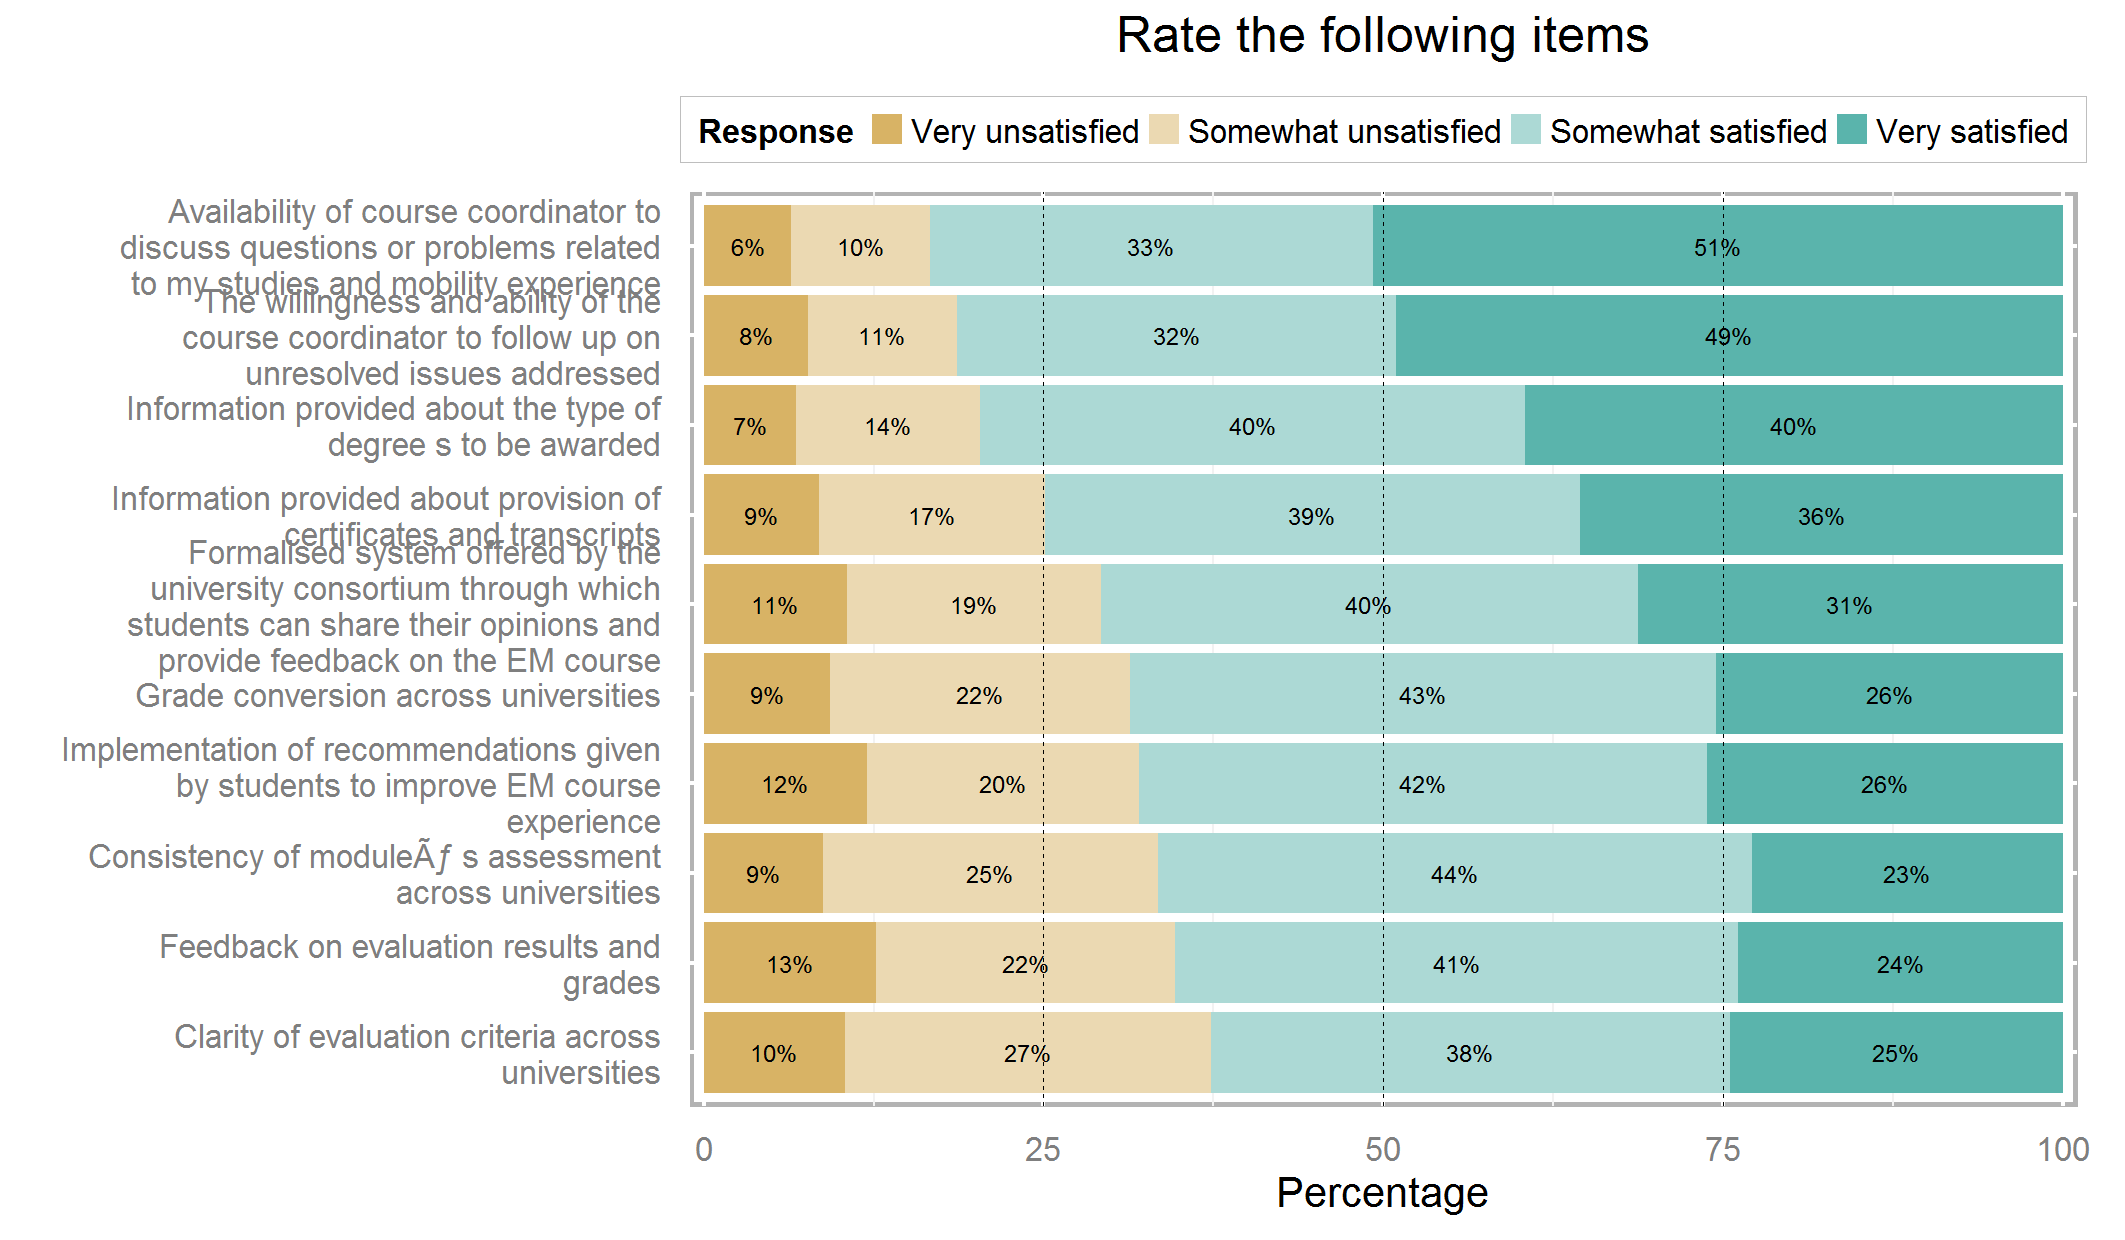 Rate the following items
Response Very unsatisfied Somewhat unsatisfied Somewhat satisfied Very satisfied
Availability of course coordinator to
discuss questions or problems related
to my studies and mobility experience
6% 10% 33% 51%
The willingness and ability of the
course coordinator to follow up on
unresolved issues addressed
8% 11% 32% 49%
Information provided about the type of
degree s to be awarded
7% 14% 40% 40%
Information provided about provision of
certificates and transcripts
9% 17% 39% 36%
Formalised system offered by the
university consortium through which
students can share their opinions and
provide feedback on the EM course
11% 19% 40% 31%
Grade conversion across universities
9% 22% 43% 26%
Implementation of recommendations given
by students to improve EM course
experience
12% 20% 42% 26%
Consistency of moduleÃƒ s assessment
across universities
9% 25% 44% 23%
Feedback on evaluation results and
grades
13% 22% 41% 24%
Clarity of evaluation criteria across
universities
10% 27% 38% 25%
0 25 50 75 100
Percentage